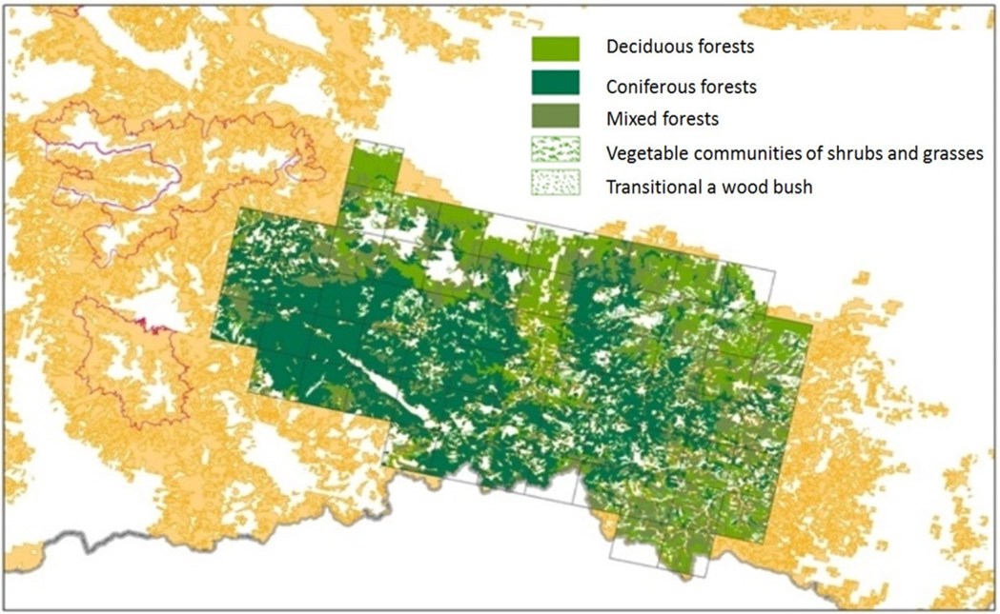 Deciduous forests
Coniferous forests
Mixed forests
Vegetable communities of shrubs and grasses
Transitional a wood bush